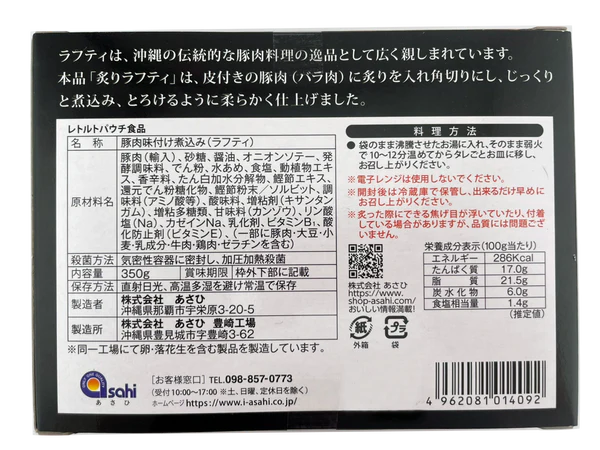 ラフティは、沖縄の伝統的な豚肉料理の逸品として広く親しまれています。
本品「炙りラフティ」は、皮付きの豚肉(バラ肉)に炙りを入れ角切りにし、じっくり
と煮込み、とろけるように柔らかく仕上げました。
レトルトパウチ食品
名 称 豚肉味付け煮込み(ラフティ)
原材料名 豚肉(輸入)、砂糖、醤油、オニオンソテー、発
酵調味料、でん粉、水あめ、食塩、動植物エキ
ス、香辛料、たん白加水分解物、鰹節エキス、
還元でん粉糖化物、鰹節粉末/ソルビット、調
味料(アミノ酸等)、酸味料、増粘剤(キサンタン
ガム)、増粘多糖類、甘味料(カンゾウ)、リン酸
塩(Na)、カゼインNa、乳化剤、ビタミンB₁、酸
化防止剤(ビタミンE)、(一部に豚肉・大豆・小
麦・乳成分・牛肉・鶏肉・ゼラチンを含む)
殺菌方法 気密性容器に密封し、加圧加熱殺菌
内容量 350g 賞味期限 枠外下部に記載
保存方法 直射日光、高温多湿を避け常温で保存
製造者 株式会社 あさひ
沖縄県那覇市宇栄原3-20-5
製造所 株式会社 あさひ 豊崎工場
沖縄県豊見城市字豊崎3-62
※同一工場にて卵・落花生を含む製品を製造しています。
料理方法
● 袋のまま沸騰させたお湯に入れ、そのまま弱火
で10〜12分温めてからタレごとお皿に移し、
お召し上がりください。
※電子レンジは使用しないでください。
※開封後は冷蔵庫で保管し、出来るだけ早めに
お召し上がりください。
※炙った際にできる焦げ目が浮いていたり、付着
している場合がありますが、品質には問題が
ありません。
栄養成分表示(100g当たり)
エネルギー 286Kcal
たんぱく質 17.0g
脂 質 21.5g
炭水化物 6.0g
食塩相当量 1.4g
(推定値)
株式会社 あさひ
https://www.
shop-asahi.com/
おいしい情報満載!
紙
外箱
プラ
袋
asahi
あさひ
[お客様窓口] TEL.098-857-0773
(受付)10:00〜17:00 ※土、日曜、定休日を除く)
ホームページ https://www.i-asahi.co.jp/
4 962081 014092